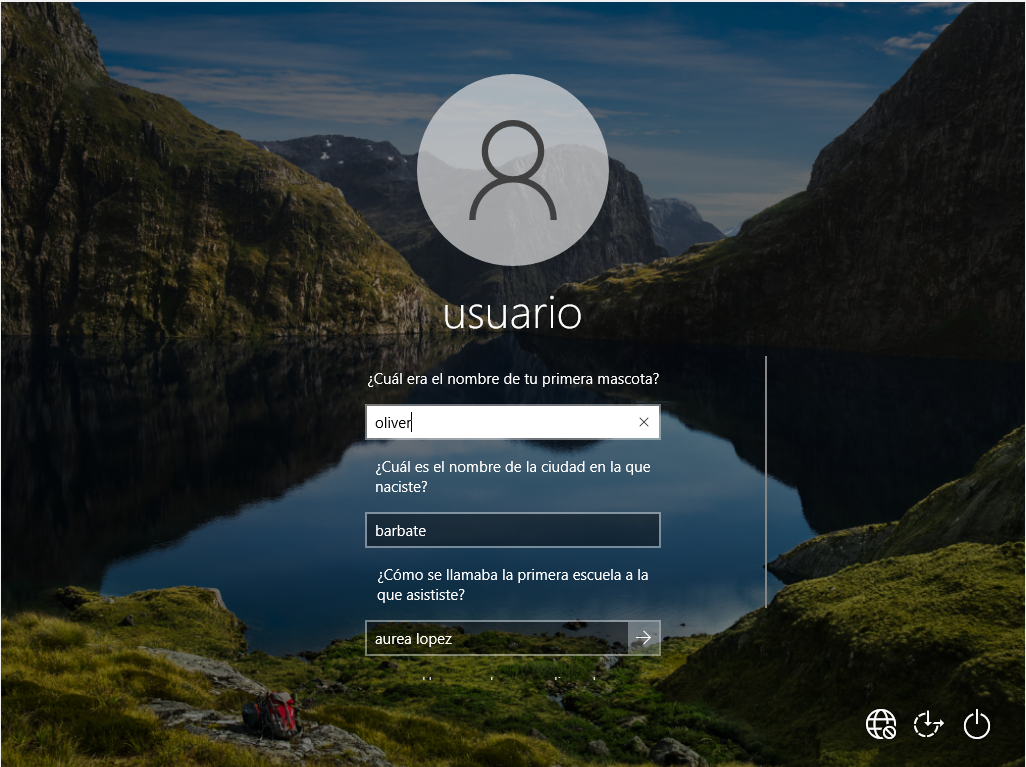 usuario
¿Cuál era el nombre de tu primera mascota?
oliver
¿Cuál es el nombre de la ciudad en la que
naciste?
barbate
¿Cómo se llamaba la primera escuela a la
que asististe?
aurea lopez